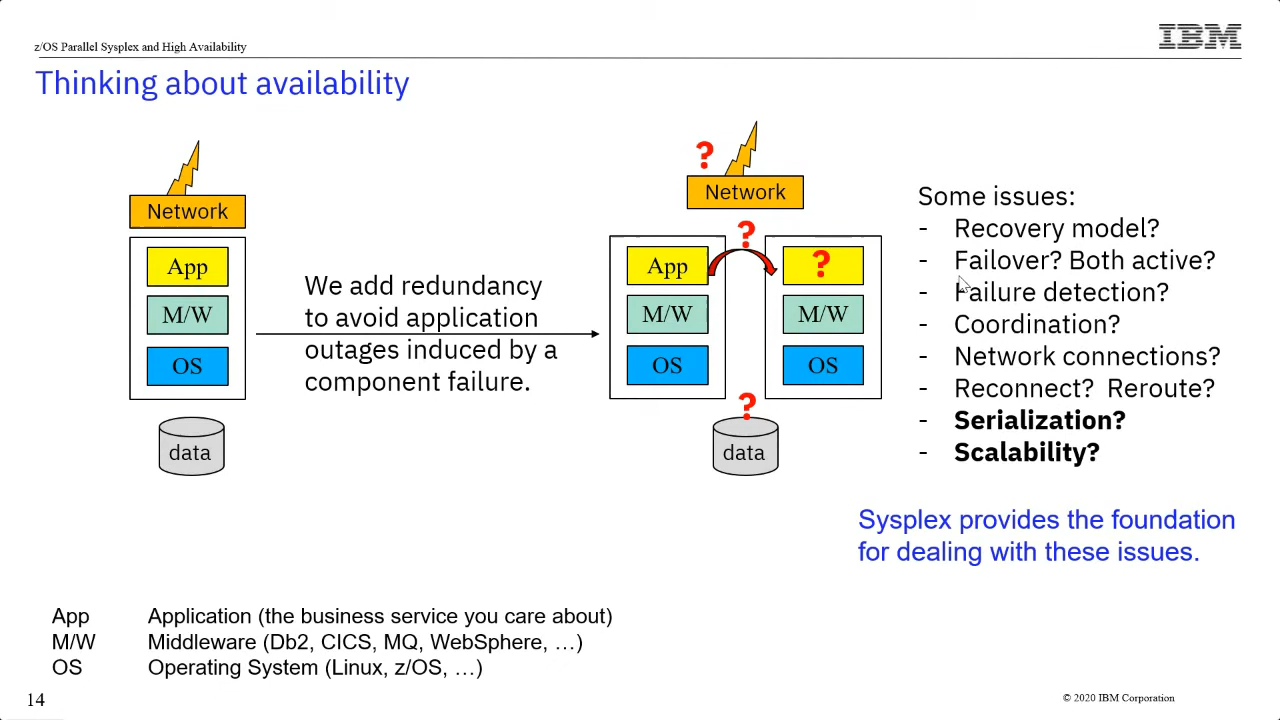 z/OS Parallel Sysplex and High Availability
IBM
Thinking about availability
Network
App
M/W
OS
data
We add redundancy
to avoid application
outages induced by a
component failure.
?
Network
?
App
?
M/W
M/W
OS
OS
?
data
Some issues:
- Recovery model?
- Failover? Both active?
- Failure detection?
- Coordination?
- Network connections?
- Reconnect? Reroute?
- Serialization?
- Scalability?
Sysplex provides the foundation
for dealing with these issues.
App Application (the business service you care about)
M/W Middleware (Db2, CICS, MQ, WebSphere, …)
OS Operating System (Linux, z/OS, …)
14
© 2020 IBM Corporation